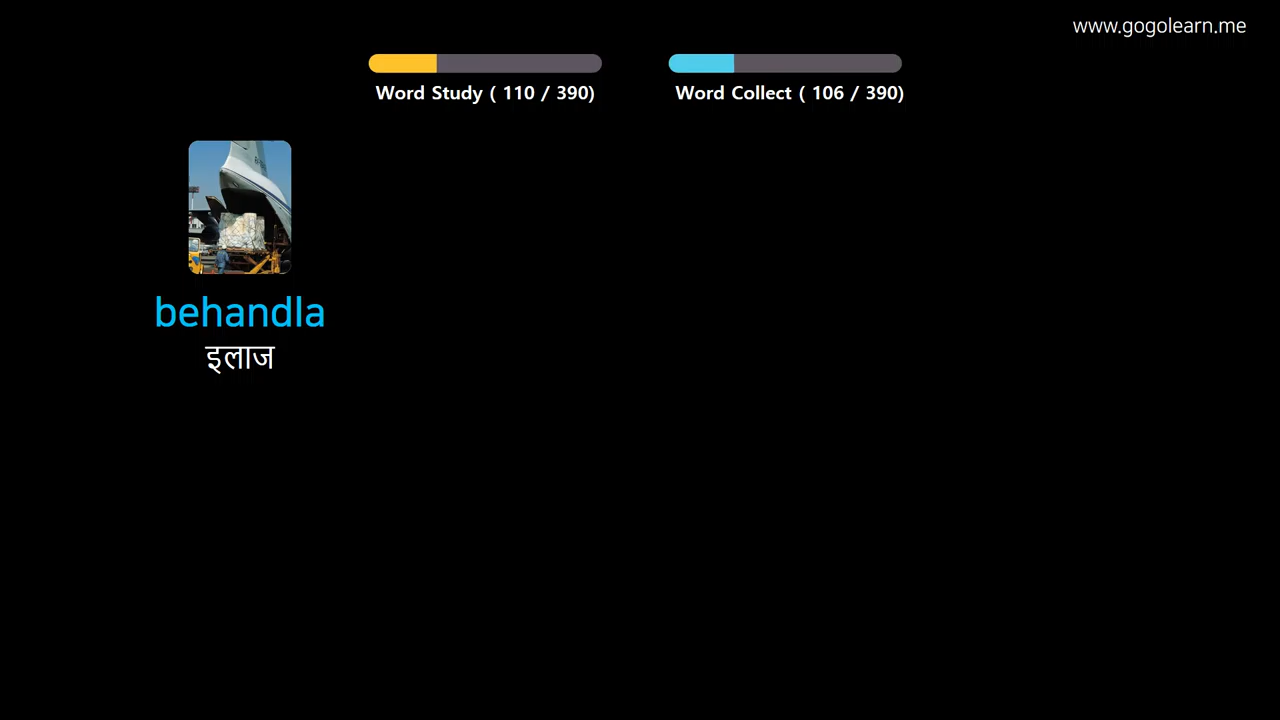 www.gogolearn.me
Word Study ( 110 / 390)
Word Collect ( 106 / 390)
behandla
इलाज